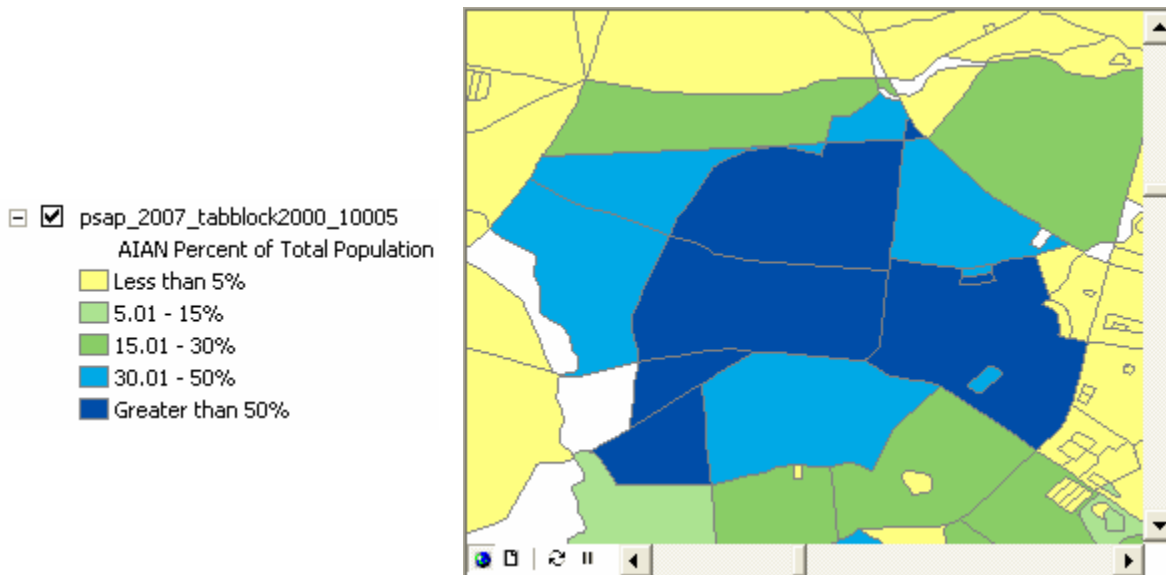 psap_2007_tabblock2000_10005
AIAN Percent of Total Population
Less than 5%
5.01 - 15%
15.01 - 30%
30.01 - 50%
Greater than 50%